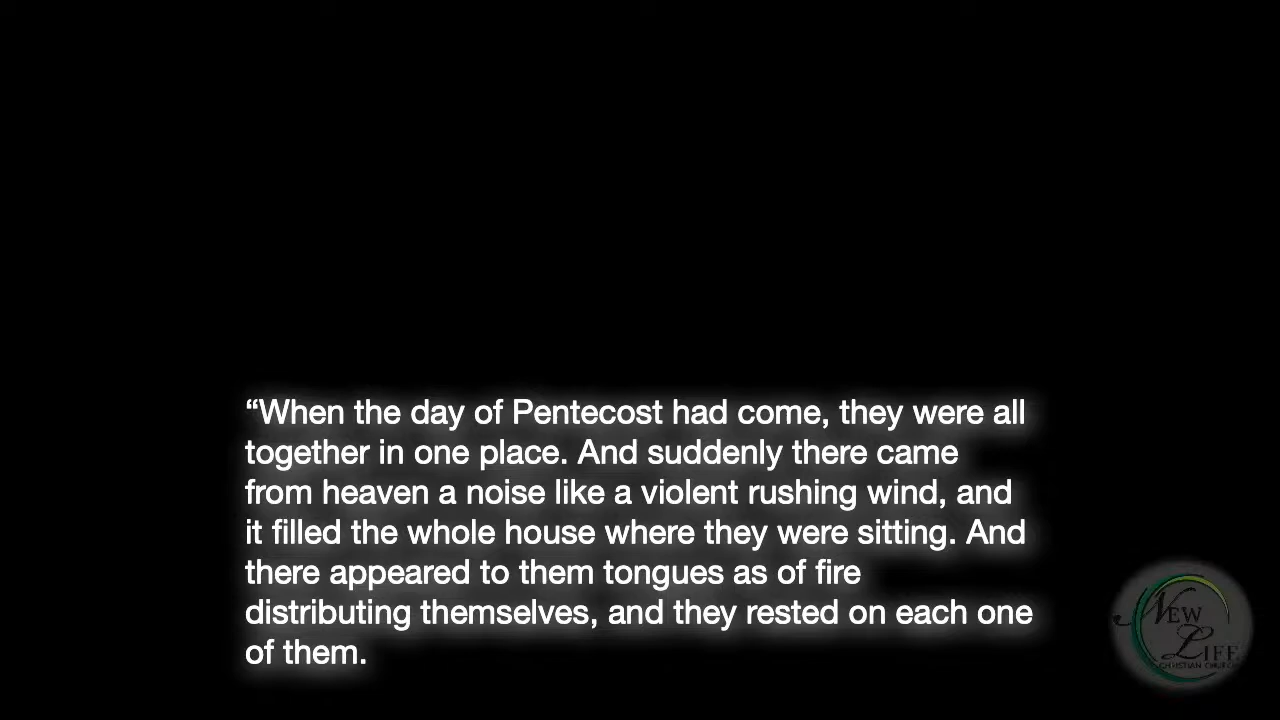 “When the day of Pentecost had come, they were all
together in one place. And suddenly there came
from heaven a noise like a violent rushing wind, and
it filled the whole house where they were sitting. And
there appeared to them tongues as of fire
distributing themselves, and they rested on each one
of them.
NEW
LIFE
CHRISTIAN CHURCH